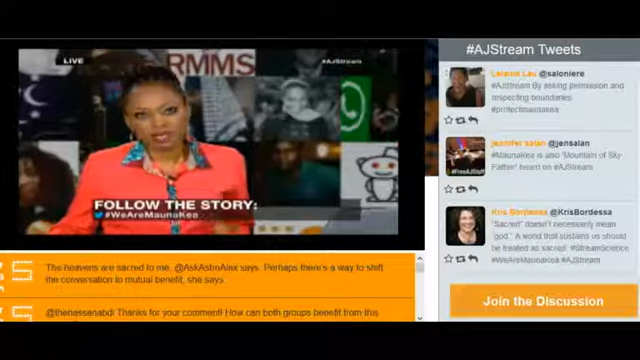 LIVE
#AJStream
RMMS
FOLLOW THE STORY:
#WeAreMaunaKea
The heavens are sacred to me, @AskAstroAlex says. Perhaps there's a way to shift
the conversation to mutual benefit, she says.
Thanks for your comment! How can both groups benefit from this
#AJStream Tweets
@saloniere
#AJStream By asking permission and
respecting boundaries
#protectmaunakea
jennifer salan @jensalan
#MaunaKea is also "Mountain of Sky
Father" heard on #AJStream
Kris Bordessa @KrisBordessa
"Sacred" doesn't necessarily mean
"god." A world that sustains us should
be treated as sacred. #StreamScience
#WeAreMaunaKea #AJStream
Join the Discussion